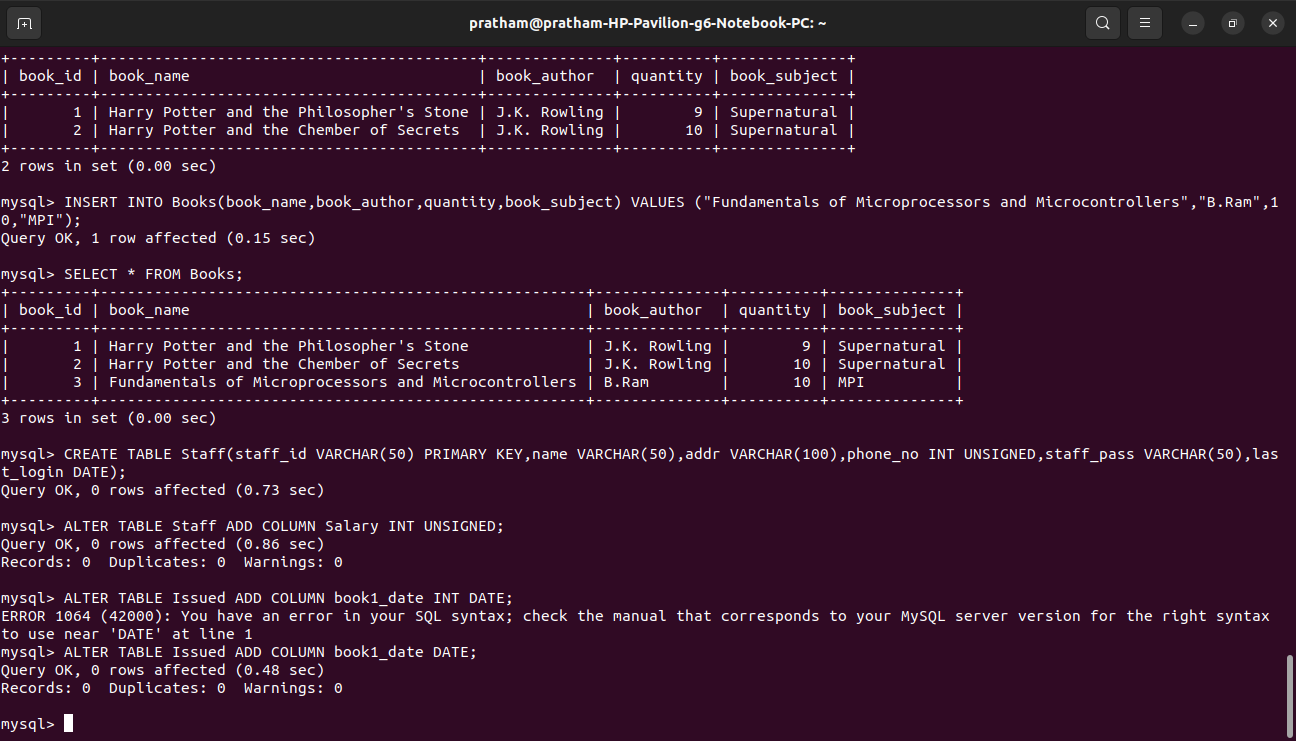 pratham@pratham-HP-Pavilion-g6-Notebook-PC: ~
+---------+------------------------------------------+--------------+----------+--------------+
| book_id | book_name                                | book_author  | quantity | book_subject |
+---------+------------------------------------------+--------------+----------+--------------+
|       1 | Harry Potter and the Philosopher's Stone | J.K. Rowling |        9 | Supernatural |
|       2 | Harry Potter and the Chember of Secrets  | J.K. Rowling |       10 | Supernatural |
+---------+------------------------------------------+--------------+----------+--------------+
2 rows in set (0.00 sec)

mysql> INSERT INTO Books(book_name,book_author,quantity,book_subject) VALUES ("Fundamentals of Microprocessors and Microcontrollers","B.Ram",1
0,"MPI");
Query OK, 1 row affected (0.15 sec)

mysql> SELECT * FROM Books;
+---------+------------------------------------------------------+--------------+----------+--------------+
| book_id | book_name                                            | book_author  | quantity | book_subject |
+---------+------------------------------------------------------+--------------+----------+--------------+
|       1 | Harry Potter and the Philosopher's Stone             | J.K. Rowling |        9 | Supernatural |
|       2 | Harry Potter and the Chember of Secrets              | J.K. Rowling |       10 | Supernatural |
|       3 | Fundamentals of Microprocessors and Microcontrollers | B.Ram        |       10 | MPI          |
+---------+------------------------------------------------------+--------------+----------+--------------+
3 rows in set (0.00 sec)

mysql> CREATE TABLE Staff(staff_id VARCHAR(50) PRIMARY KEY,name VARCHAR(50),addr VARCHAR(100),phone_no INT UNSIGNED,staff_pass VARCHAR(50),las
t_login DATE);
Query OK, 0 rows affected (0.73 sec)

mysql> ALTER TABLE Staff ADD COLUMN Salary INT UNSIGNED;
Query OK, 0 rows affected (0.86 sec)
Records: 0  Duplicates: 0  Warnings: 0

mysql> ALTER TABLE Issued ADD COLUMN book1_date INT DATE;
ERROR 1064 (42000): You have an error in your SQL syntax; check the manual that corresponds to your MySQL server version for the right syntax
to use near 'DATE' at line 1
mysql> ALTER TABLE Issued ADD COLUMN book1_date DATE;
Query OK, 0 rows affected (0.48 sec)
Records: 0  Duplicates: 0  Warnings: 0

mysql>